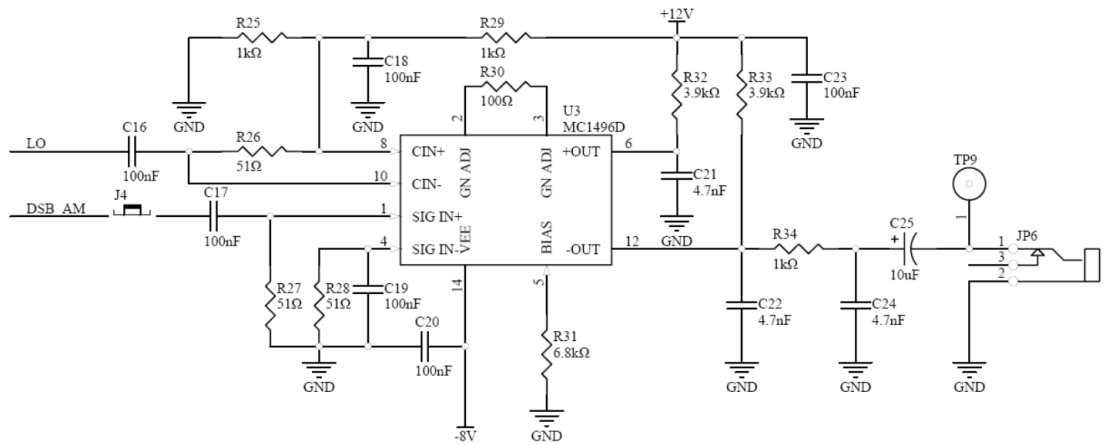 +12V
R25
1kΩ
R29
1kΩ
C18
100nF
R30
100Ω
R32
3.9kΩ
R33
3.9kΩ
C23
100nF
GND
GND
GND
2
3
U3
MC1496D
LO
C16
100nF
R26
51Ω
8
CIN+
GN ADJ
GN ADJ
+OUT
6
10
CIN-
C21
4.7nF
TP9
1
DSB_AM
J4
C17
100nF
1
SIG IN+
4
SIG IN-
VEE
BIAS
-OUT
12
GND
R34
1kΩ
+
C25
10uF
1
JP6
3
2
14
5
R27
51Ω
R28
51Ω
C19
100nF
C20
100nF
R31
6.8kΩ
C22
4.7nF
C24
4.7nF
GND
GND
GND
GND
-8V
GND